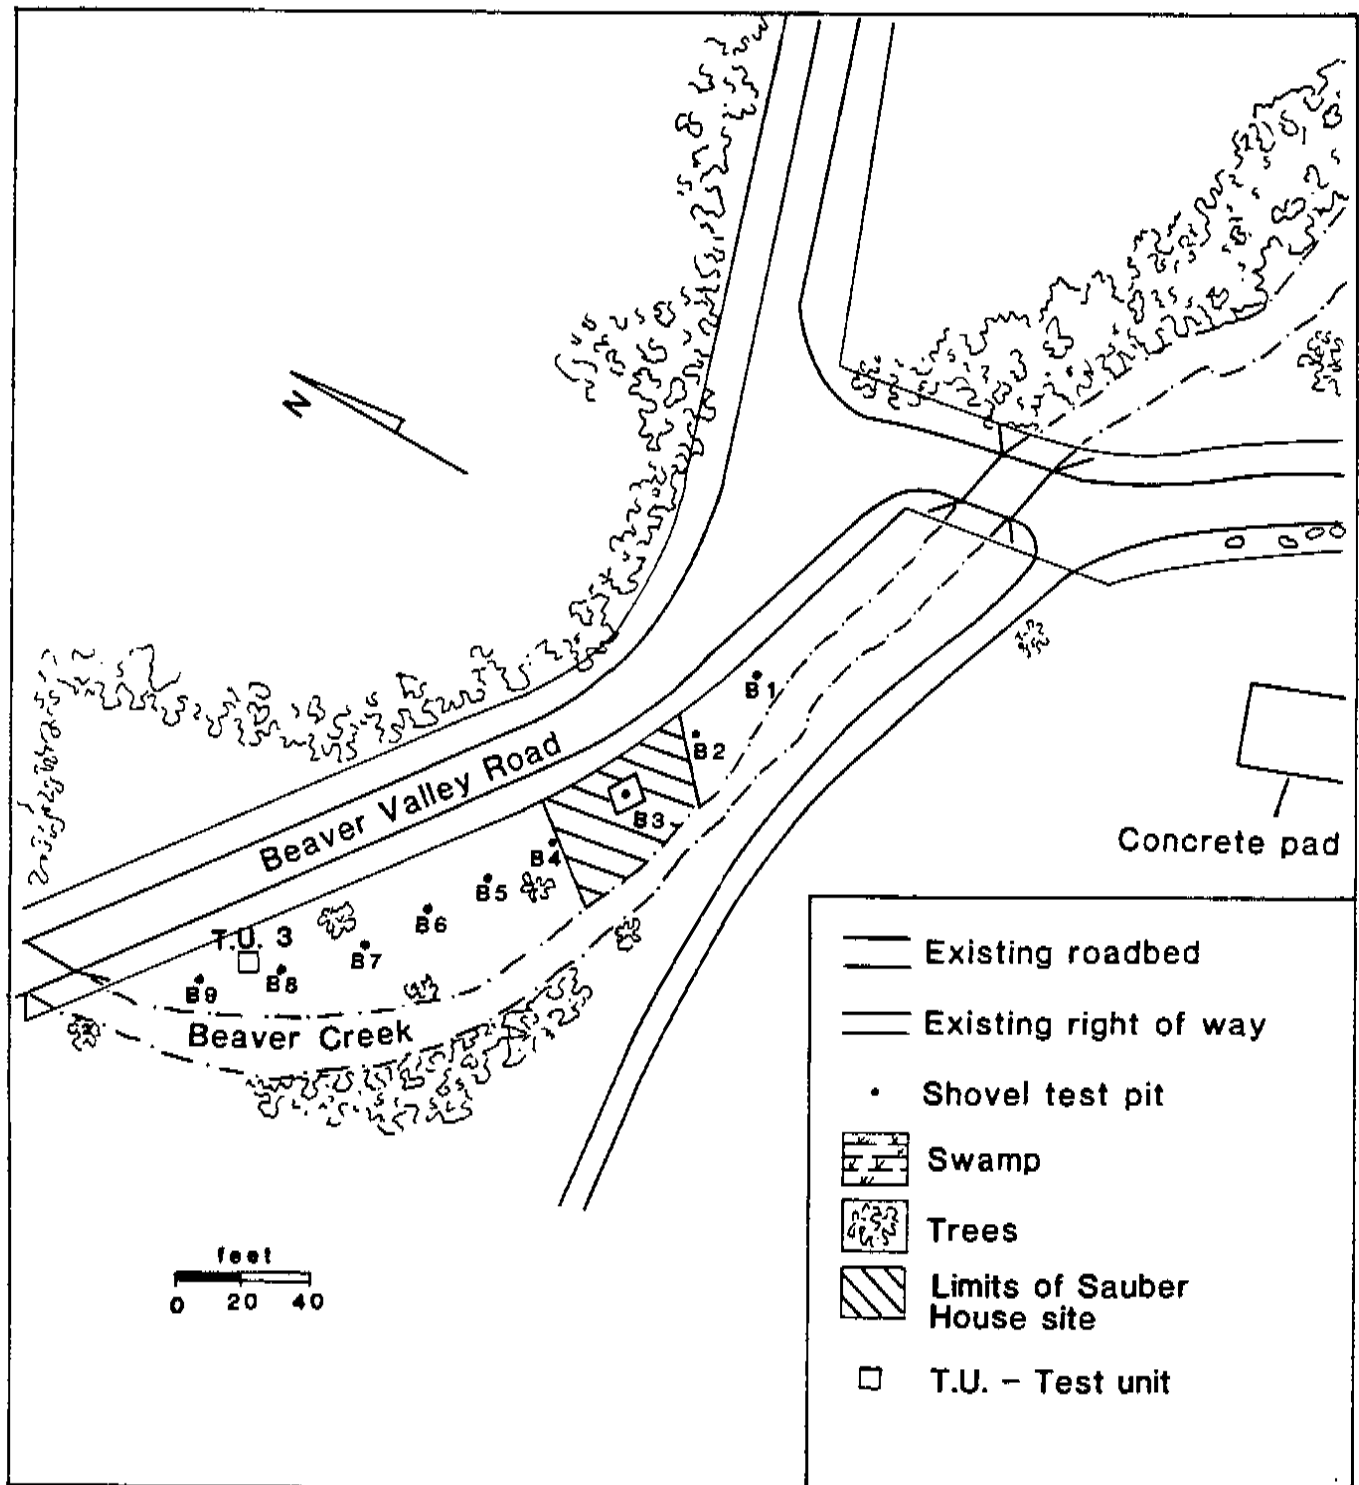 N
B1
B2
Beaver Valley Road
B3
B4
B5
B6
T.U. 3
B7
B8
B9
Beaver Creek
Concrete pad
feet
0 20 40
Existing roadbed
Existing right of way
Shovel test pit
Swamp
Trees
Limits of Sauber
House site
T.U. – Test unit